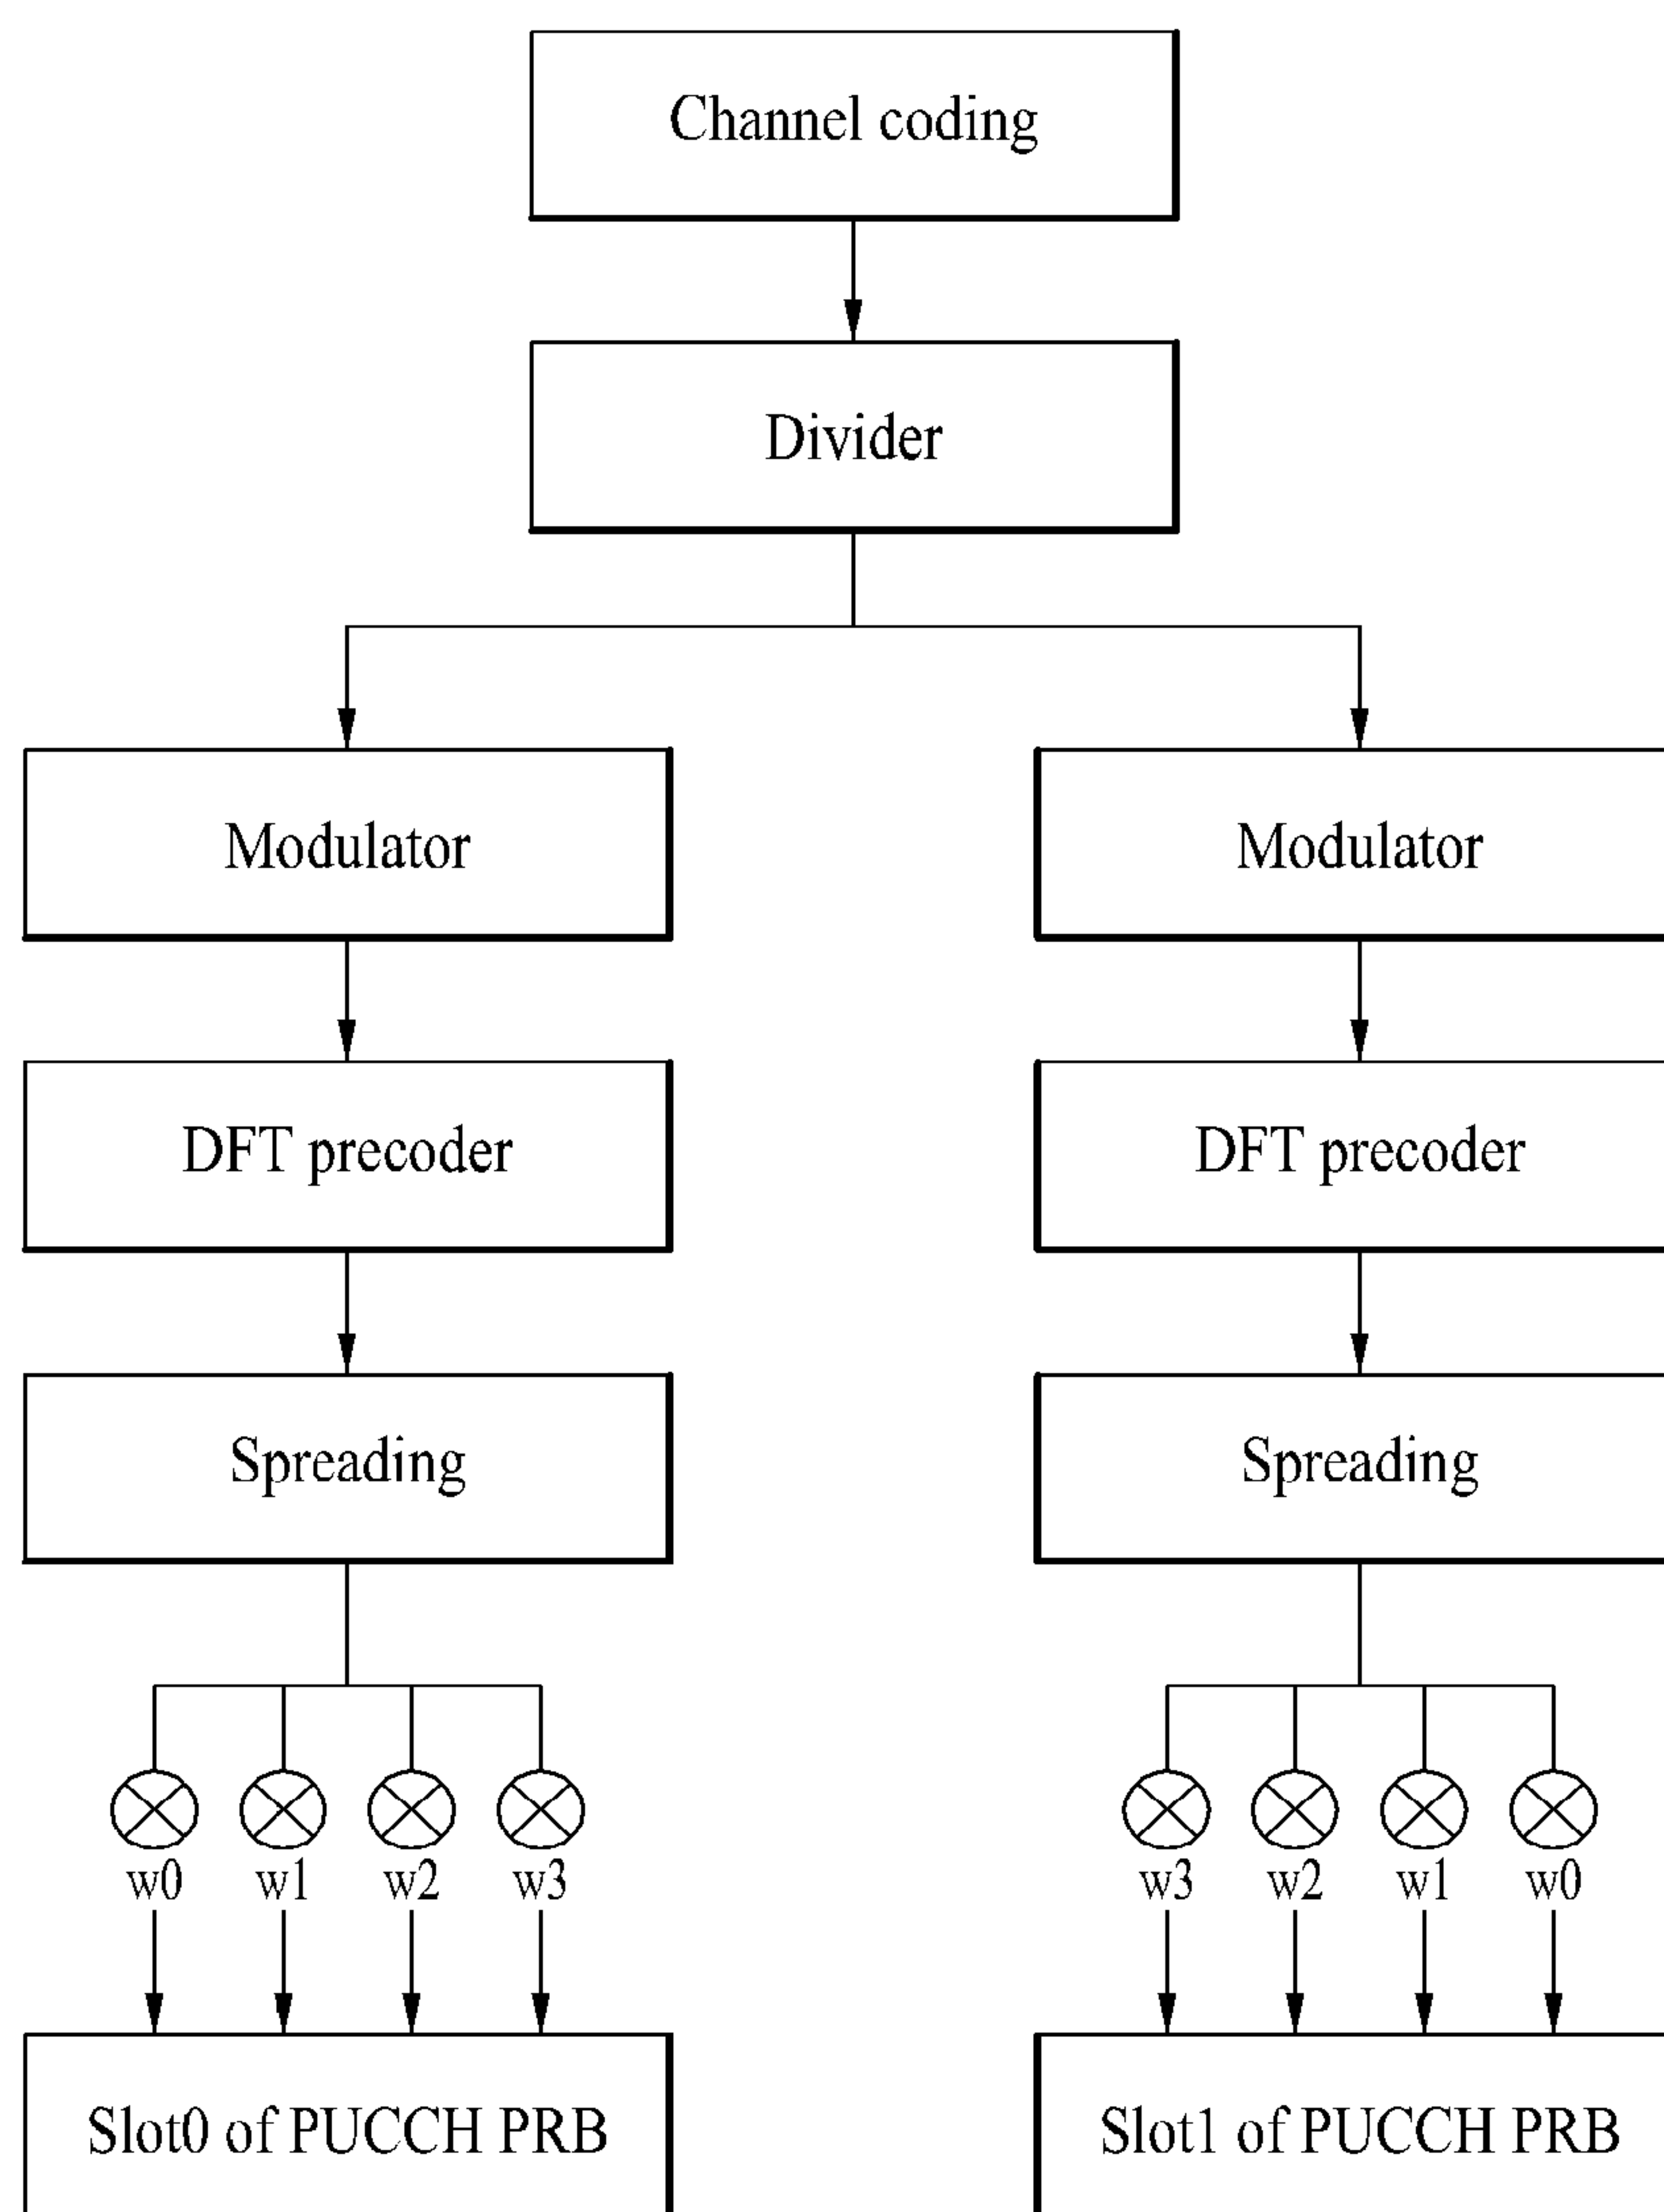 Channel coding
Divider
Modulator
Modulator
DFT precoder
DFT precoder
Spreading
Spreading
w0 w1 w2 w3
w3 w2 w1 w0
Slot0 of PUCCH PRB
Slot1 of PUCCH PRB